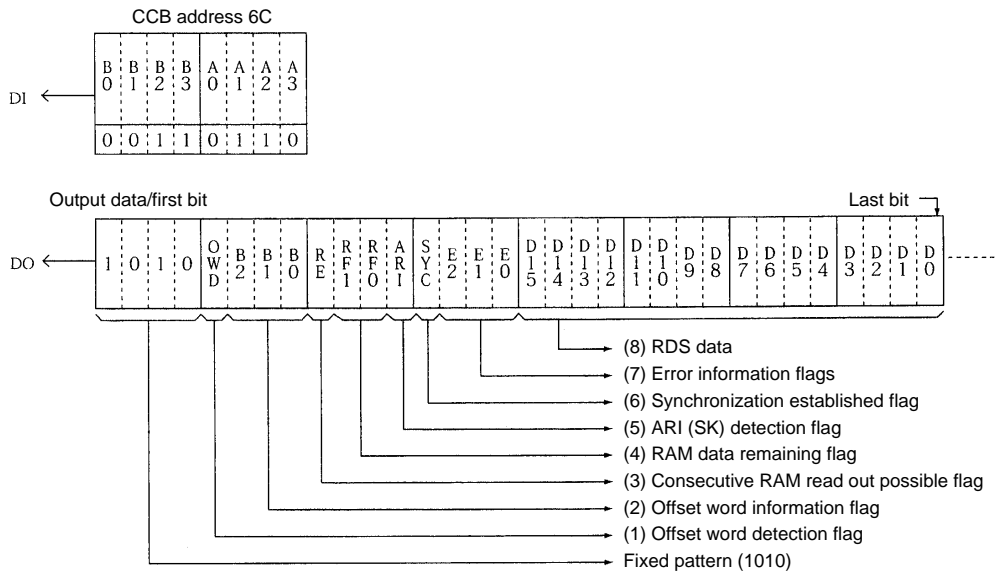 CCB address 6C
B0 B1 B2 B3 A0 A1 A2 A3
DI
0 0 1 1 0 1 1 0
Output data/first bit
Last bit
DO
1 0 1 0 OWD B2 B1 B0 RE RF1 RF0 ARI SYC E2 E1 E0 D15 D14 D13 D12 D11 D10 D9 D8 D7 D6 D5 D4 D3 D2 D1 D0
(8) RDS data
(7) Error information flags
(6) Synchronization established flag
(5) ARI (SK) detection flag
(4) RAM data remaining flag
(3) Consecutive RAM read out possible flag
(2) Offset word information flag
(1) Offset word detection flag
Fixed pattern (1010)